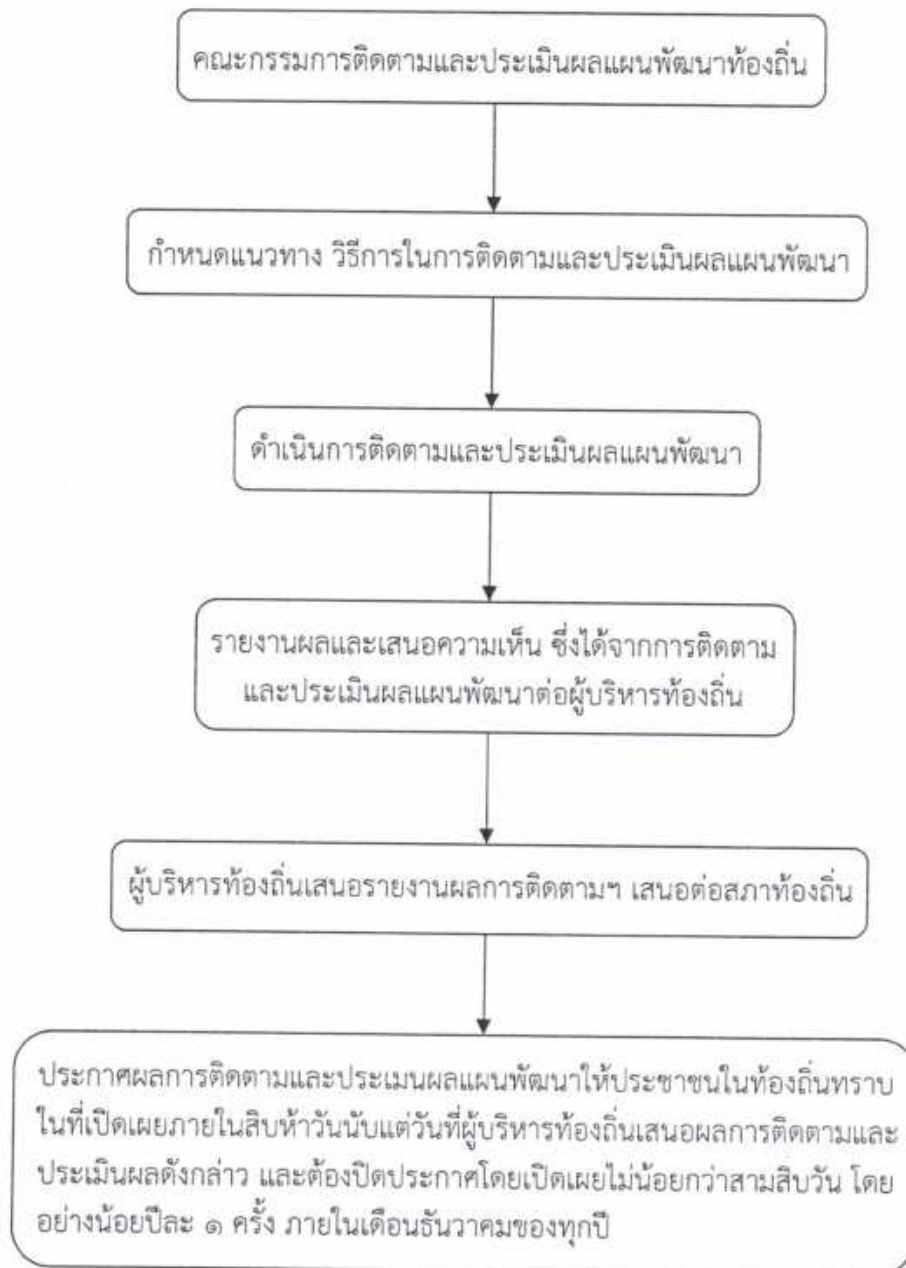 คณะกรรมการติดตามและประเมินผลแผนพัฒนาท้องถิ่น
กำหนดแนวทาง วิธีการในการติดตามและประเมินผลแผนพัฒนา
ดำเนินการติดตามและประเมินผลแผนพัฒนา
รายงานผลและเสนอความเห็น ซึ่งได้จากการติดตาม
และประเมินผลแผนพัฒนาต่อผู้บริหารท้องถิ่น
ผู้บริหารท้องถิ่นเสนอรายงานผลการติดตามฯ เสนอต่อสภาท้องถิ่น
ประกาศผลการติดตามและประเมนผลแผนพัฒนาให้ประชาชนในท้องถิ่นทราบ
ในที่เปิดเผยภายในสิบห้าวันนับแต่วันที่ผู้บริหารท้องถิ่นเสนอผลการติดตามและ
ประเมินผลดังกล่าว และต้องปิดประกาศโดยเปิดเผยไม่น้อยกว่าสามสิบวัน โดย
อย่างน้อยปีละ ๑ ครั้ง ภายในเดือนธันวาคมของทุกปี